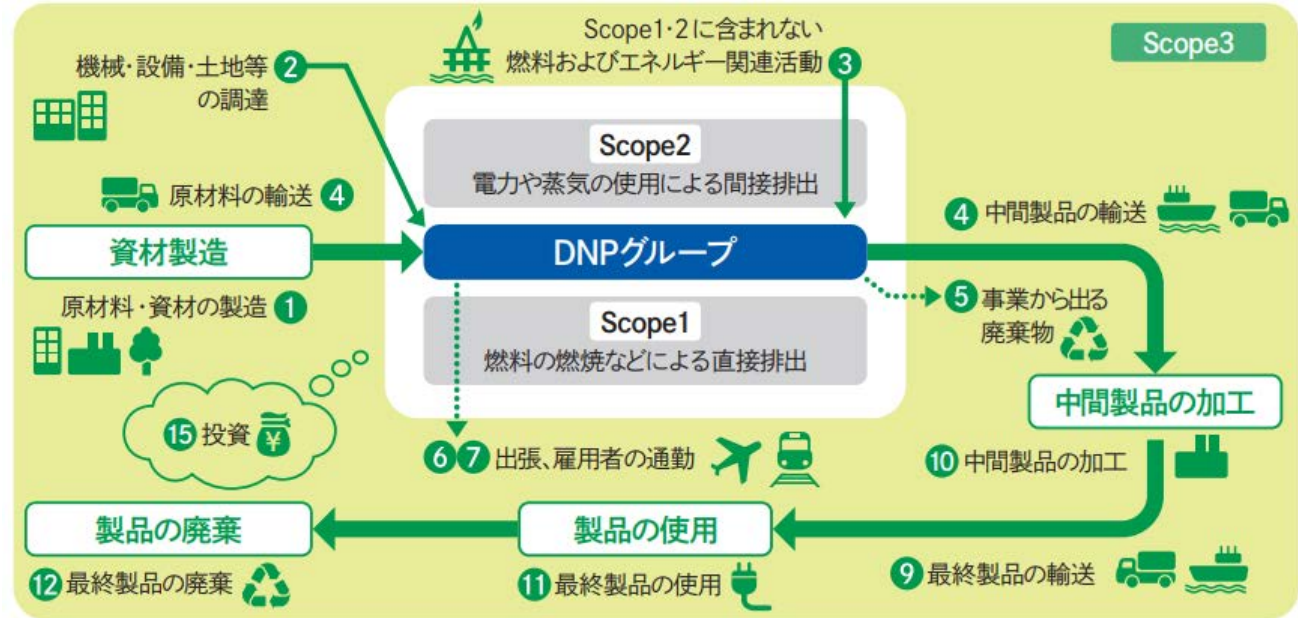 Scope1･2に含まれない
燃料およびエネルギー関連活動 3
Scope3
機械･設備･土地等 2
の調達
Scope2
電力や蒸気の使用による間接排出
原材料の輸送 4
4 中間製品の輸送
資材製造
DNPグループ
原材料･資材の製造 1
5 事業から出る
廃棄物
Scope1
燃料の燃焼などによる直接排出
中間製品の加工
15 投資 ¥
6 7 出張、雇用者の通勤
10 中間製品の加工
製品の廃棄
製品の使用
12 最終製品の廃棄
11 最終製品の使用
9 最終製品の輸送